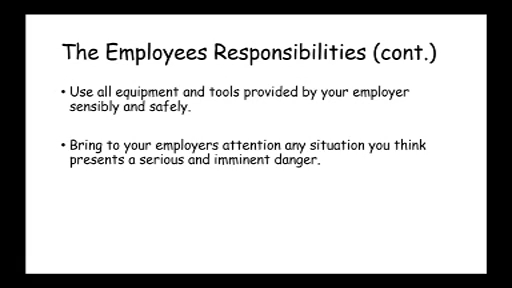 The Employees Responsibilities (cont.)
• Use all equipment and tools provided by your employer
sensibly and safely.
• Bring to your employers attention any situation you think
presents a serious and imminent danger.